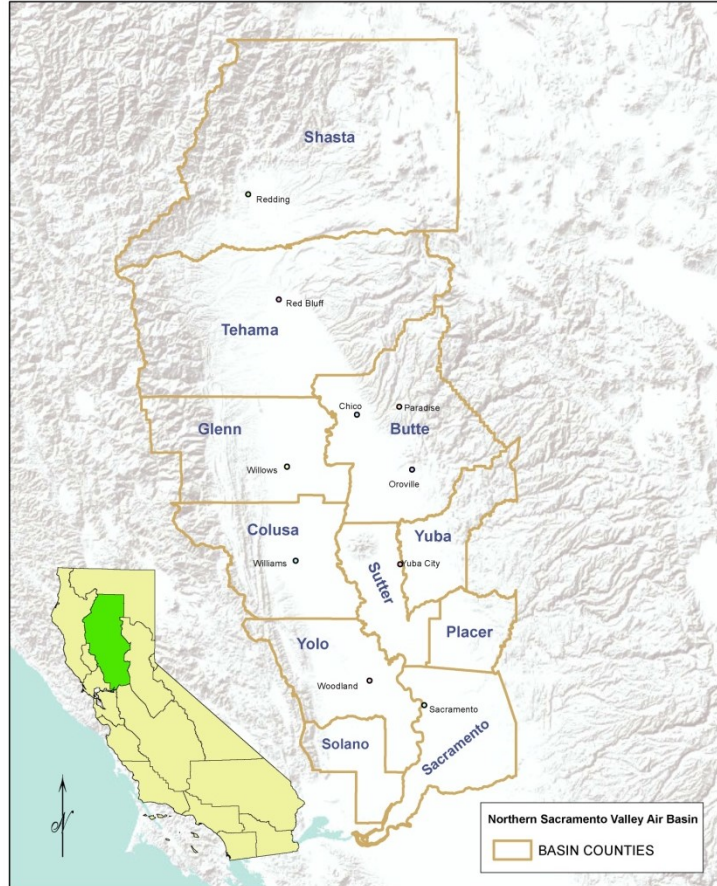 Shasta
Redding
Red Bluff
Tehama
Chico
Paradise
Glenn
Butte
Willows
Oroville
Colusa
Yuba
Williams
Yuba City
Sutter
Placer
Yolo
Woodland
Sacramento
Solano
Sacramento
N
Northern Sacramento Valley Air Basin
BASIN COUNTIES